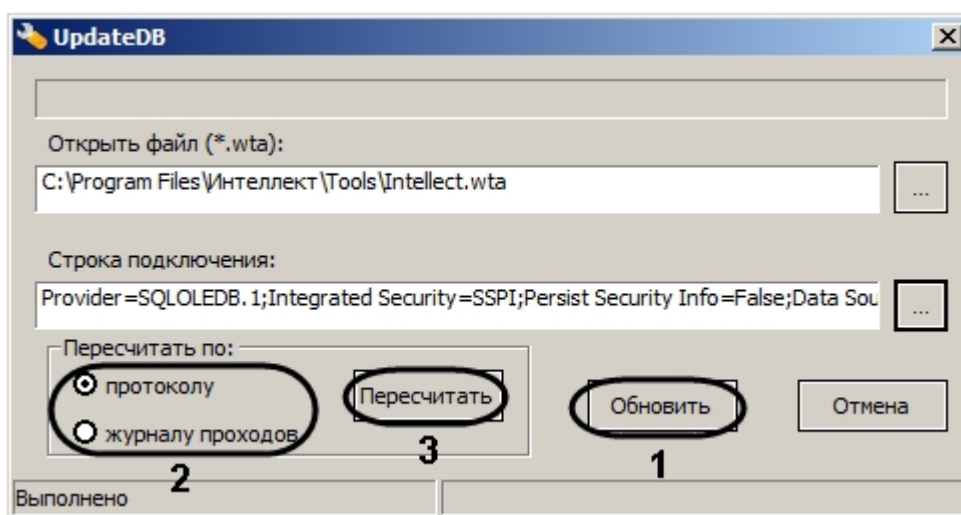 UpdateDB
Открыть файл (*.wta):
C:\Program Files\Интеллект\Tools\Intellect.wta
...
Строка подключения:
Provider=SQLOLEDB.1;Integrated Security=SSPI;Persist Security Info=False;Data Sou
...
Пересчитать по:
протоколу
журналу проходов
Пересчитать
Обновить
Отмена
2
3
1
Выполнено